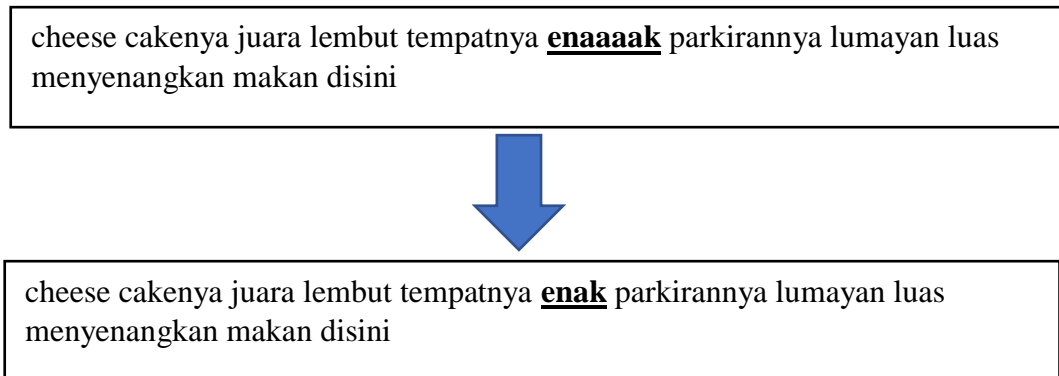 cheese cakenya juara lembut tempatnya enaaaak parkirannya lumayan luas
menyenangkan makan disini
cheese cakenya juara lembut tempatnya enak parkirannya lumayan luas
menyenangkan makan disini